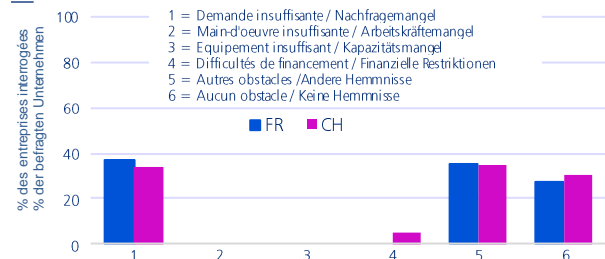 % des entreprises interrogées
% der befragten Unternehmen
100
80
60
40
20
0
1 = Demande insuffisante / Nachfragemangel
2 = Main-d'oeuvre insuffisante / Arbeitskräftemangel
3 = Equipement insuffisant / Kapazitätsmangel
4 = Difficultés de financement / Finanzielle Restriktionen
5 = Autres obstacles /Andere Hemmnisse
6 = Aucun obstacle / Keine Hemmnisse
FR CH
1 2 3 4 5 6